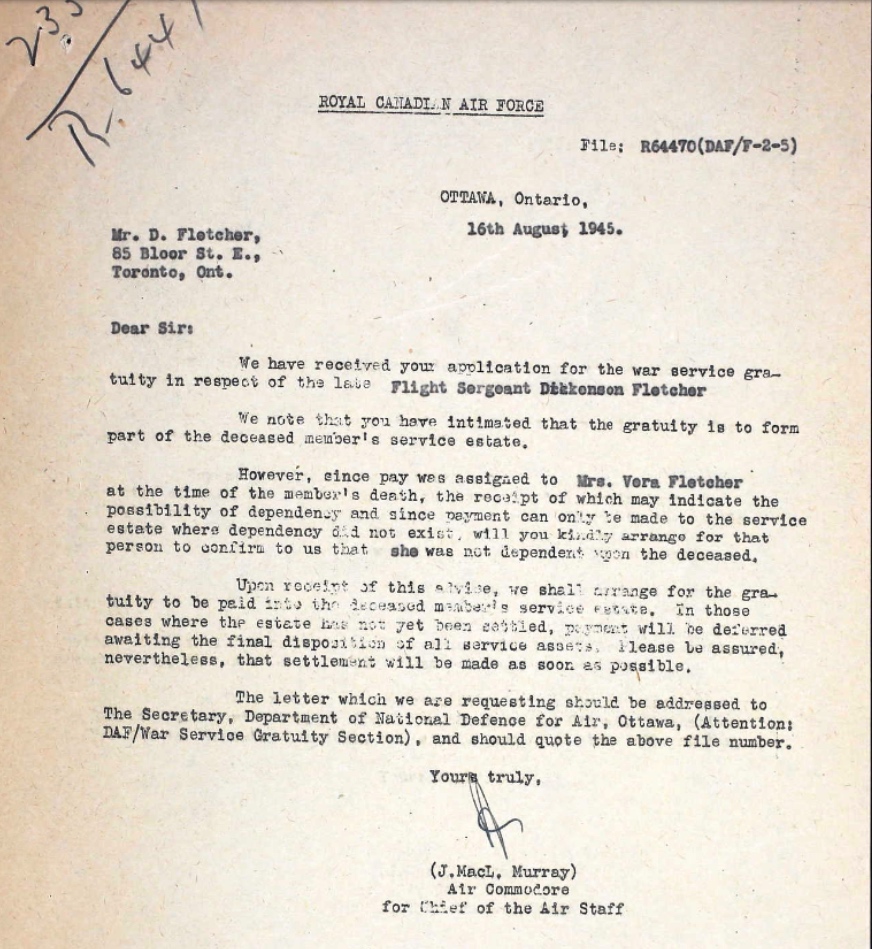 233
R.6447
ROYAL CANADIAN AIR FORCE
File: R64470(DAF/F-2-5)
OTTAWA, Ontario,
16th August, 1945.
Mr. D. Fletcher,
85 Bloor St. E.,
Toronto, Ont.
Dear Sir:
We have received your application for the war service gra-
tuity in respect of the late Flight Sergeant Dikkenson Fletcher
We note that you have intimated that the gratuity is to form
part of the deceased member's service estate.
However, since pay was assigned to Mrs. Vera Fletcher
at the time of the member's death, the receipt of which may indicate the
possibility of dependency and since payment can only be made to the service
estate where dependency did not exist, will you kindly arrange for that
person to confirm to us that she was not dependent upon the deceased.
Upon receipt of this advise, we shall arrange for the gra-
tuity to be paid into the deceased member's service estate. In those
cases where the estate has not yet been settled, payment will be deferred
awaiting the final disposition of all service assets. Please be assured,
nevertheless, that settlement will be made as soon as possible.
The letter which we are requesting should be addressed to
The Secretary, Department of National Defence for Air, Ottawa, (Attention:
DAF/War Service Gratuity Section), and should quote the above file number.
Yours truly,
(J.MacL. Murray)
Air Commodore
for Chief of the Air Staff